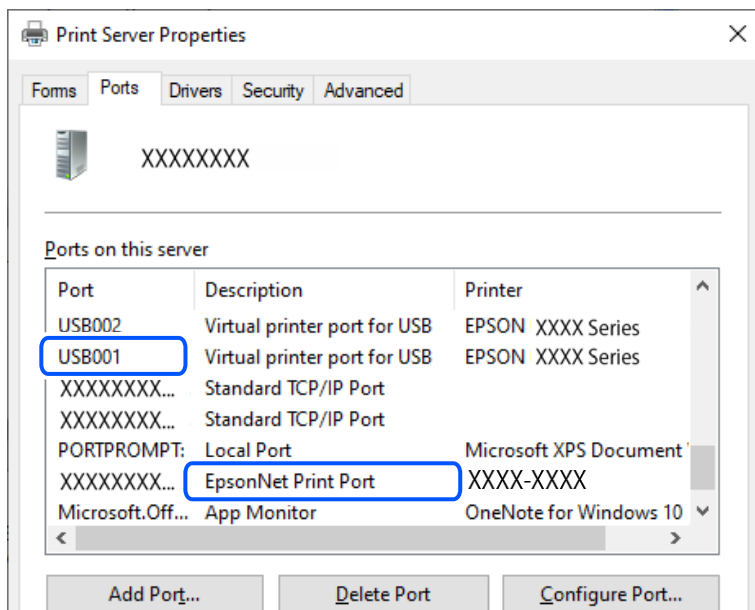 Print Server Properties
Forms Ports Drivers Security Advanced
XXXXXXXX
Ports on this server
Port Description Printer
USB002 Virtual printer port for USB EPSON XXXX Series
USB001 Virtual printer port for USB EPSON XXXX Series
XXXXXXXX... Standard TCP/IP Port
XXXXXXXX... Standard TCP/IP Port
PORTPROMPT: Local Port Microsoft XPS Document
XXXXXXXX... EpsonNet Print Port XXXX-XXXX
Microsoft.Off... App Monitor OneNote for Windows 10
Add Port... Delete Port Configure Port...